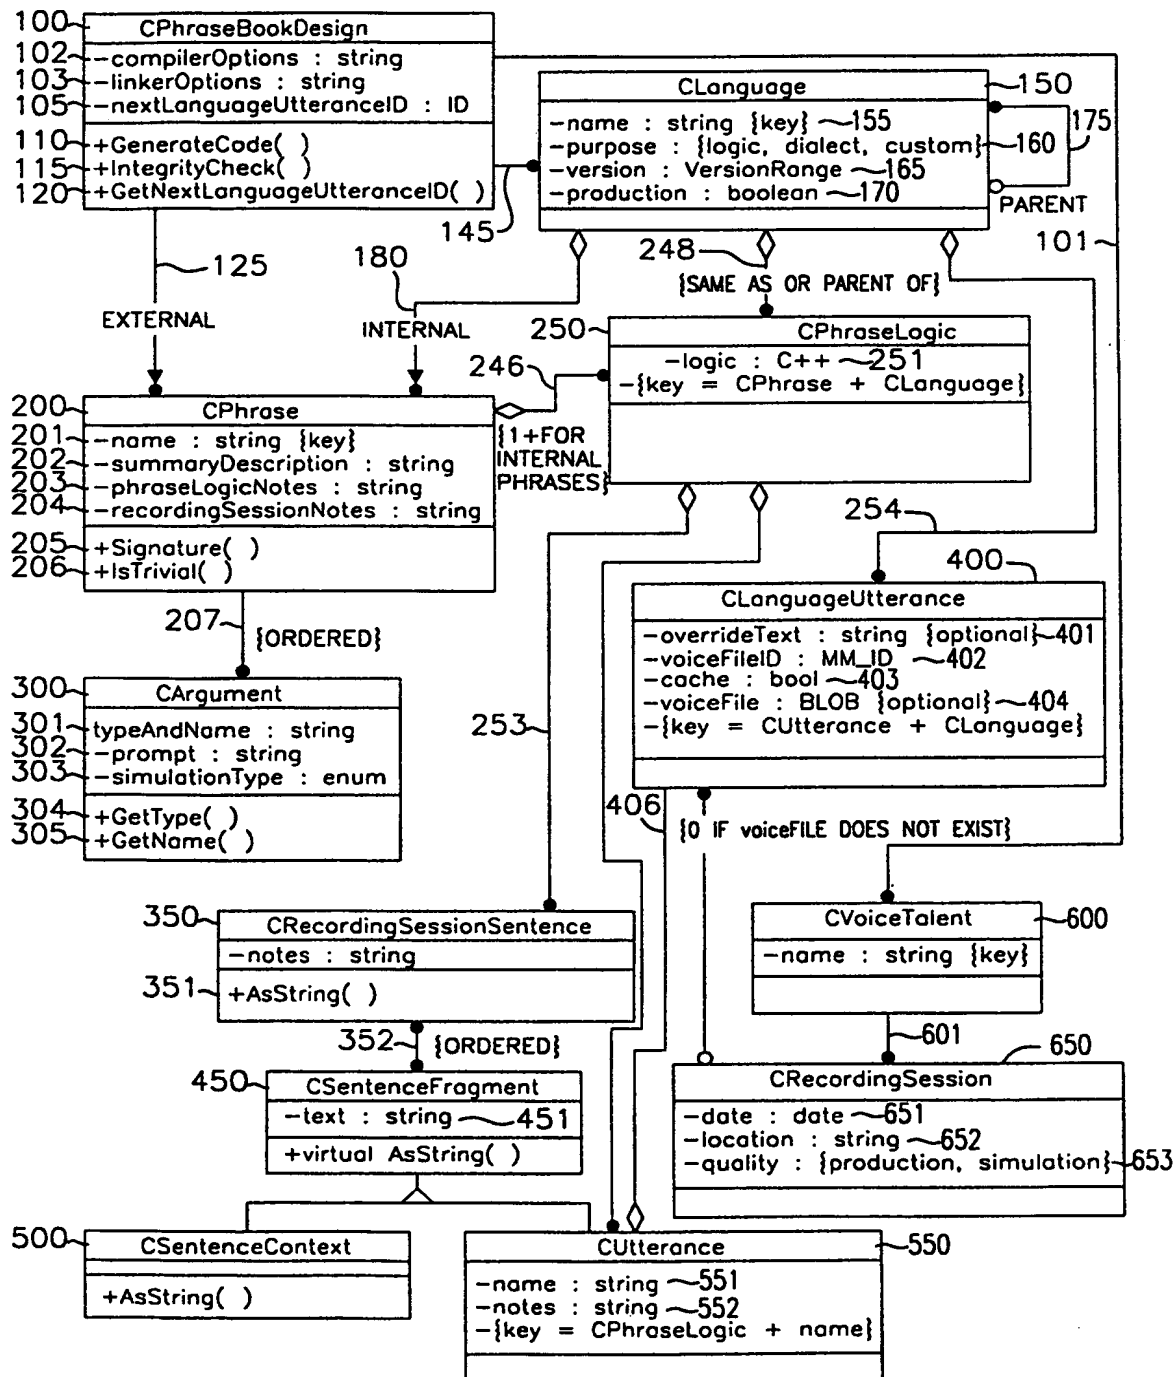 100 CPhraseBookDesign
102 -compilerOptions : string
103 -linkerOptions : string
105 -nextLanguageUtteranceID : ID
110 +GenerateCode( )
115 +IntegrityCheck( )
120 +GetNextLanguageUtteranceID( )
CLanguage 150
-name : string {key} 155
-purpose : {logic, dialect, custom} 160
-version : VersionRange 165
-production : boolean 170
175
PARENT
145
101
125
180
248
{SAME AS OR PARENT OF}
EXTERNAL
INTERNAL
250 CPhraseLogic
-logic : C++ 251
-{key = CPhrase + CLanguage}
246
200 CPhrase
201 -name : string {key}
202 -summaryDescription : string
203 -phraseLogicNotes : string
204 -recordingSessionNotes : string
205 +Signature( )
206 +IsTrivial( )
{1+FOR
INTERNAL
PHRASES}
254
207
{ORDERED}
400
CLanguageUtterance
-overrideText : string {optional} 401
-voiceFileID : MM_ID 402
-cache : bool 403
-voiceFile : BLOB {optional} 404
-{key = CUtterance + CLanguage}
300 CArgument
301 typeAndName : string
302 -prompt : string
303 -simulationType : enum
304 +GetType( )
305 +GetName( )
253
406
{0 IF voiceFILE DOES NOT EXIST}
350 CRecordingSessionSentence
-notes : string
351 +AsString( )
CVoiceTalent 600
-name : string {key}
352 {ORDERED}
601
650
450 CSentenceFragment
-text : string 451
+virtual AsString( )
CRecordingSession
-date : date 651
-location : string 652
-quality : {production, simulation} 653
500 CSentenceContext
+AsString( )
CUtterance 550
-name : string 551
-notes : string 552
-{key = CPhraseLogic + name}